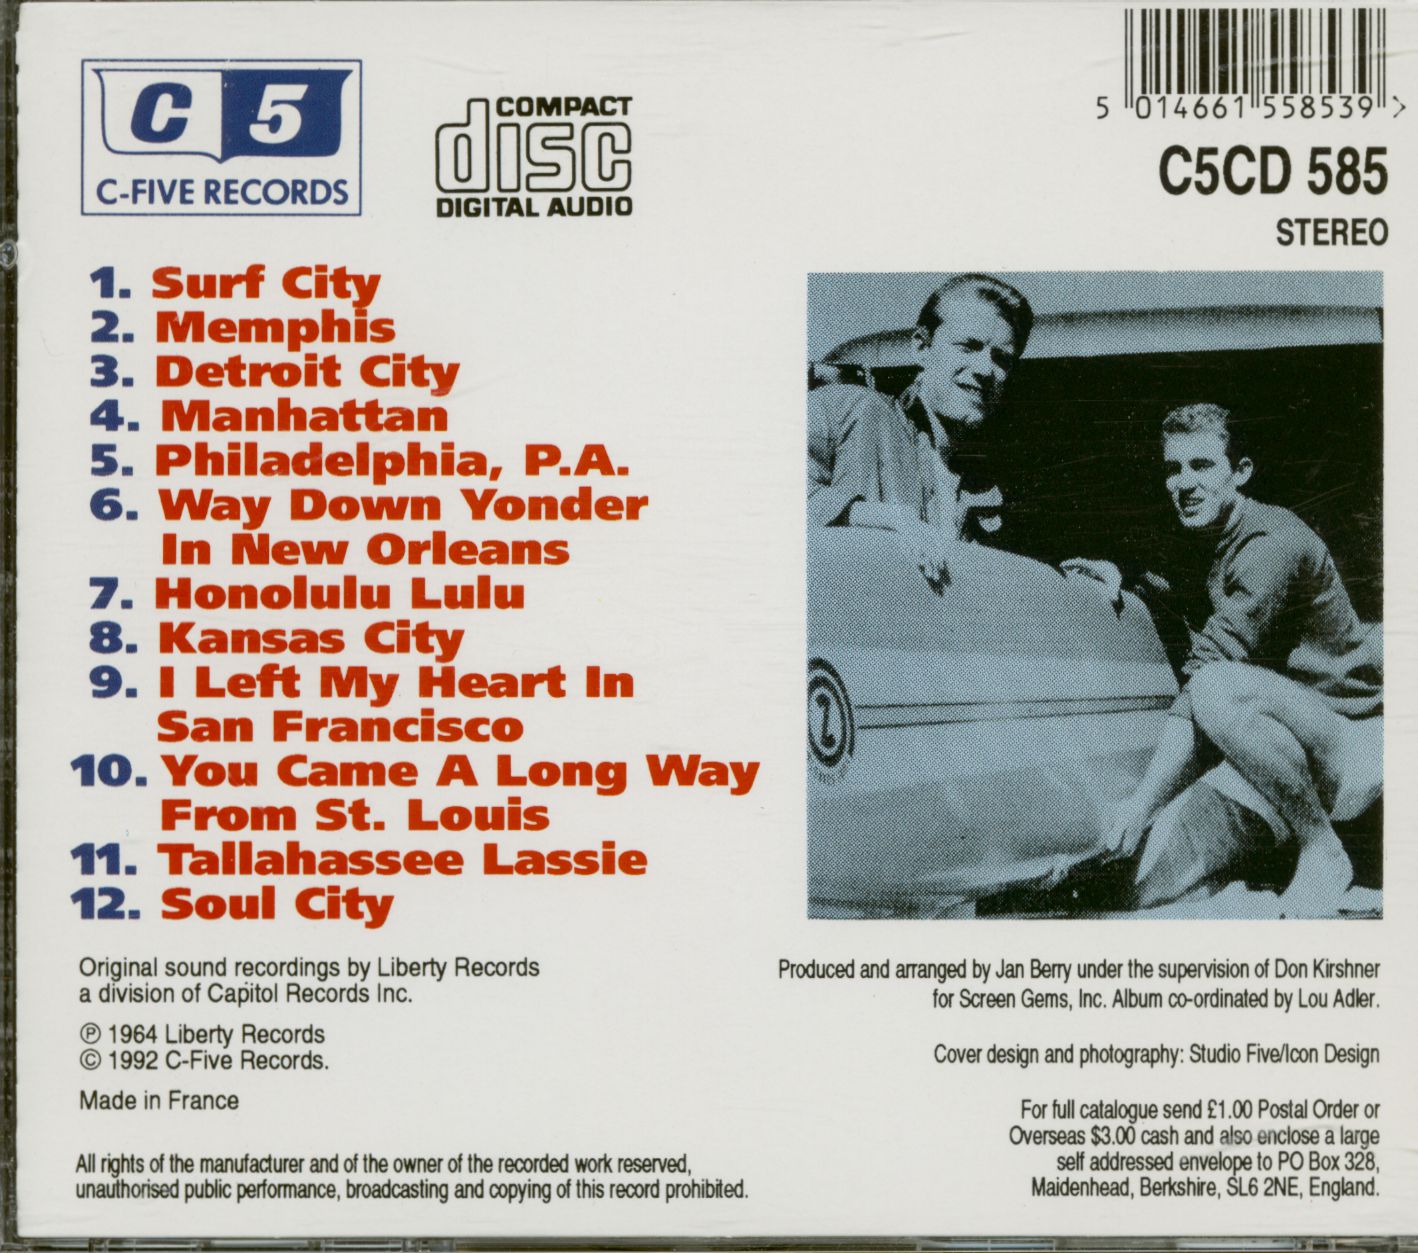 C 5
C-FIVE RECORDS
COMPACT
disc
DIGITAL AUDIO
5 014661 558539 >
C5CD 585
STEREO
1. Surf City
2. Memphis
3. Detroit City
4. Manhattan
5. Philadelphia, P.A.
6. Way Down Yonder
In New Orleans
7. Honolulu Lulu
8. Kansas City
9. I Left My Heart In
San Francisco
10. You Came A Long Way
From St. Louis
11. Tallahassee Lassie
12. Soul City
2
Original sound recordings by Liberty Records
a division of Capitol Records Inc.
℗ 1964 Liberty Records
© 1992 C-Five Records.
Made in France
All rights of the manufacturer and of the owner of the recorded work reserved,
unauthorised public performance, broadcasting and copying of this record prohibited.
Produced and arranged by Jan Berry under the supervision of Don Kirshner
for Screen Gems, Inc. Album co-ordinated by Lou Adler.
Cover design and photography: Studio Five/Icon Design
For full catalogue send £1.00 Postal Order or
Overseas $3.00 cash and also enclose a large
self addressed envelope to PO Box 328,
Maidenhead, Berkshire, SL6 2NE, England.